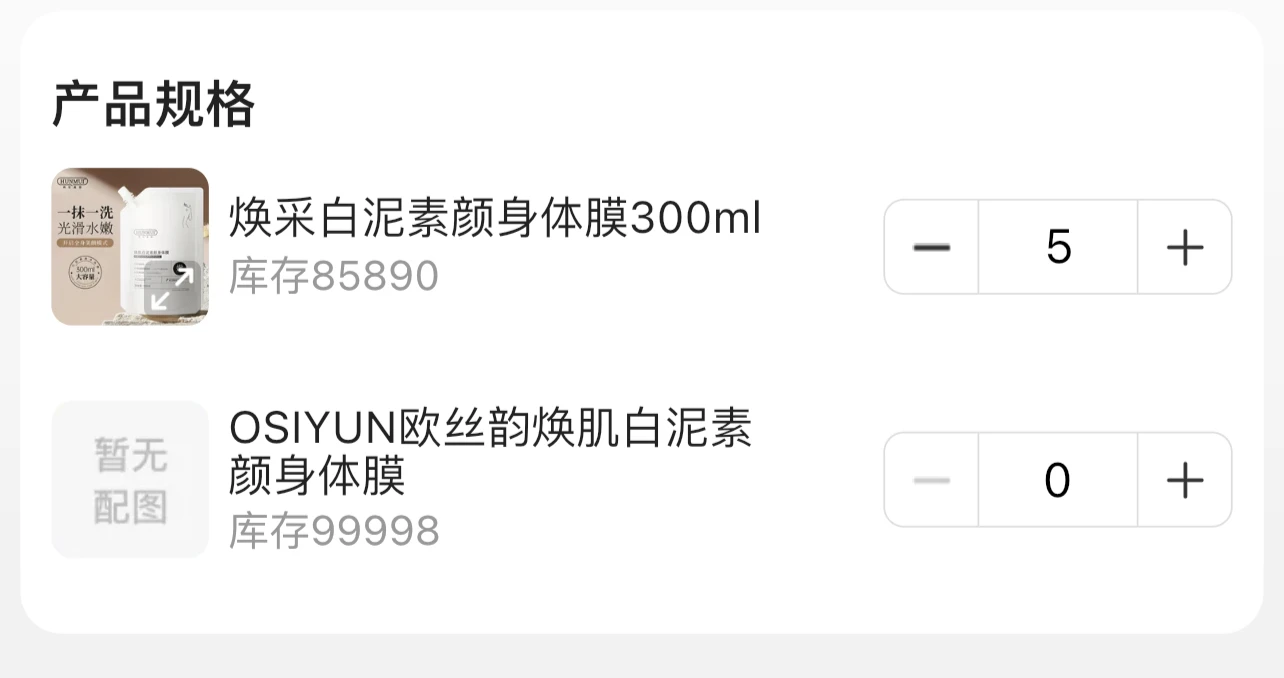 产品规格
HUNMUI
一抹一洗
光滑水嫩
300ml
大容量
焕采白泥素颜身体膜300ml
库存85890
5
暂无
配图
OSIYUN欧丝韵焕肌白泥素
颜身体膜
库存99998
0